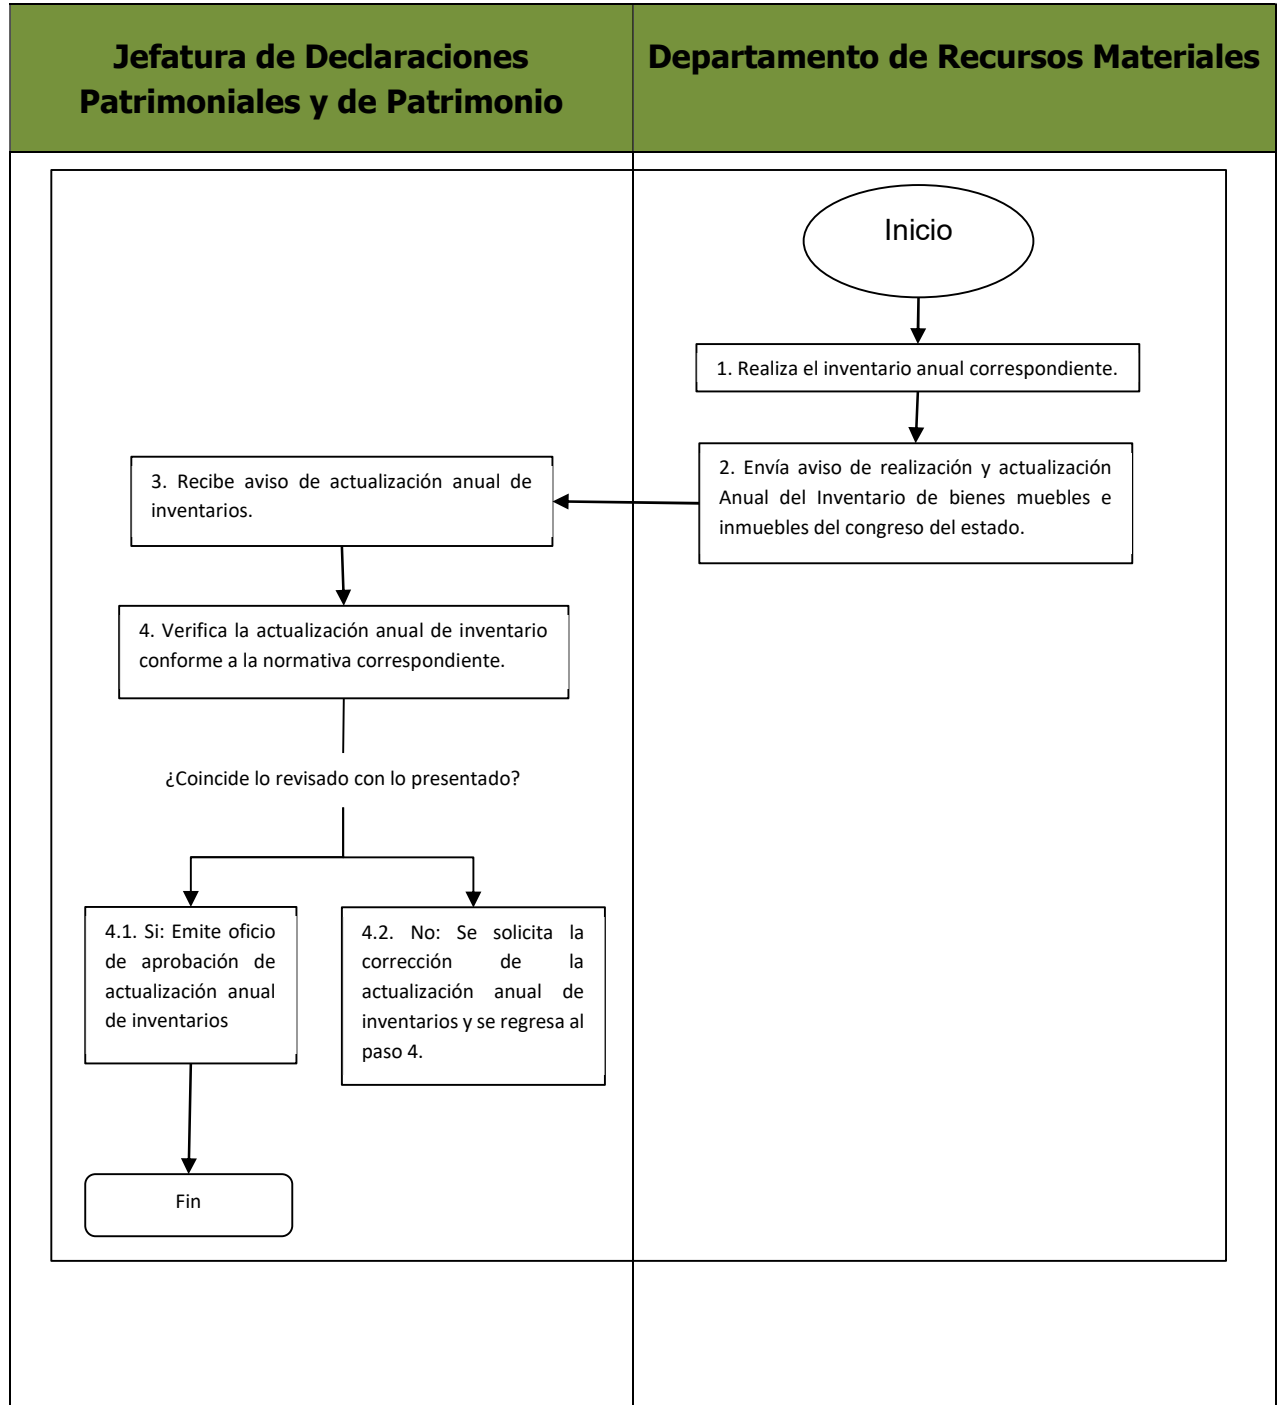 Jefatura de Declaraciones
Patrimoniales y de Patrimonio
Departamento de Recursos Materiales
Inicio
1. Realiza el inventario anual correspondiente.
2. Envía aviso de realización y actualización
Anual del Inventario de bienes muebles e
inmuebles del congreso del estado.
3. Recibe aviso de actualización anual de
inventarios.
4. Verifica la actualización anual de inventario
conforme a la normativa correspondiente.
¿Coincide lo revisado con lo presentado?
4.1. Si: Emite oficio
de aprobación de
actualización anual
de inventarios
4.2. No: Se solicita la
corrección de la
actualización anual de
inventarios y se regresa al
paso 4.
Fin